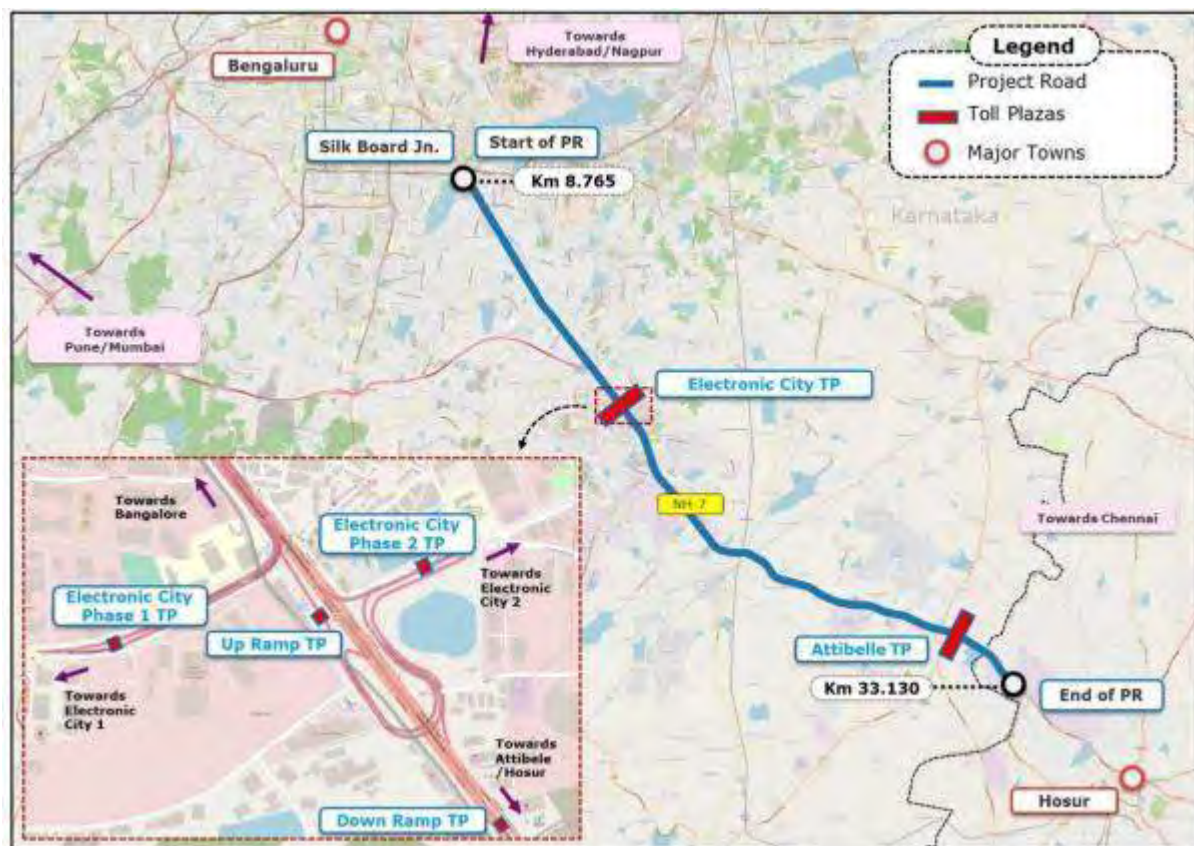 Towards
Hyderabad/Nagpur
Bengaluru
Legend
Project Road
Toll Plazas
Major Towns
Silk Board Jn.
Start of PR
Km 8.765
Karnataka
Towards
Pune/Mumbai
Electronic City TP
NH-7
Towards Chennai
Towards
Bangalore
Electronic City
Phase 2 TP
Towards
Electronic
City 2
Electronic City
Phase 1 TP
Up Ramp TP
Towards
Electronic
City 1
Towards
Attibele
/Hosur
Down Ramp TP
Attibelle TP
Km 33.130
End of PR
Hosur